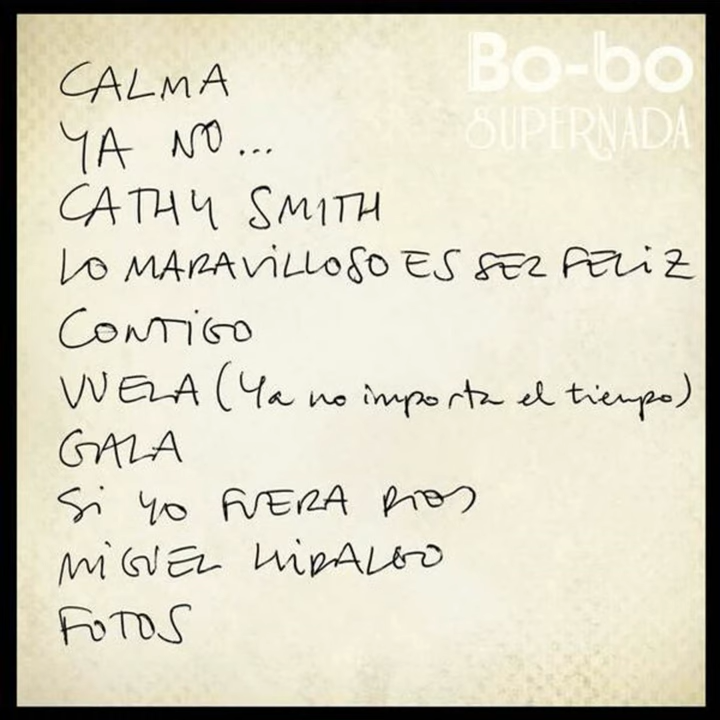 Bo-bo
SUPERNADA
CALMA
YA NO...
CATHY SMITH
LO MARAVILLOSO ES SER FELIZ
CONTIGO
VUELA (Ya no importa el tiempo)
GALA
Si YO FUERA DIOS
MIGUEL HIDALGO
FOTOS